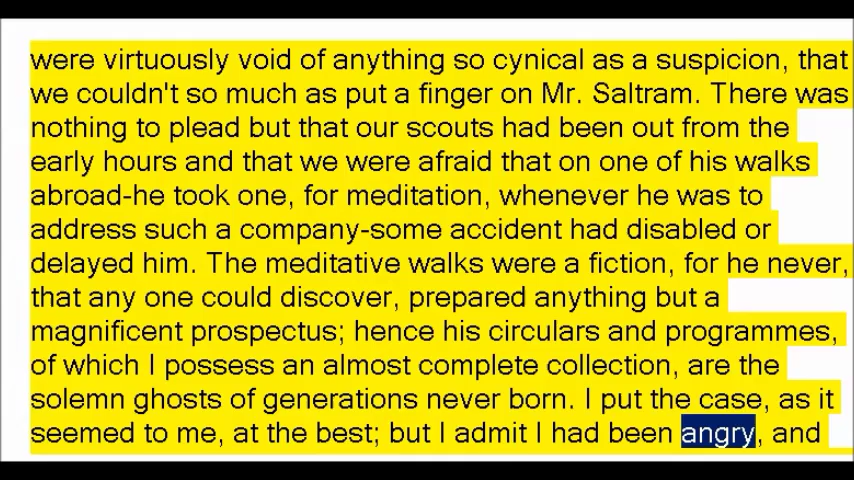 were virtuously void of anything so cynical as a suspicion, that
we couldn't so much as put a finger on Mr. Saltram. There was
nothing to plead but that our scouts had been out from the
early hours and that we were afraid that on one of his walks
abroad-he took one, for meditation, whenever he was to
address such a company-some accident had disabled or
delayed him. The meditative walks were a fiction, for he never,
that any one could discover, prepared anything but a
magnificent prospectus; hence his circulars and programmes,
of which I possess an almost complete collection, are the
solemn ghosts of generations never born. I put the case, as it
seemed to me, at the best; but I admit I had been angry, and